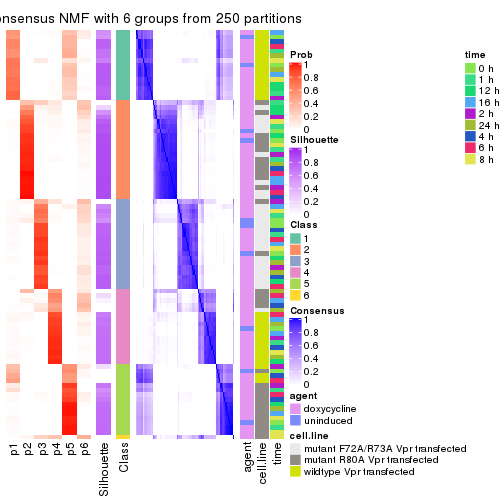 onsensus NMF with 6 groups from 250 partitions
Prob
1
0.8
0.6
0.4
0.2
0
Silhouette
1
0.8
0.6
0.4
0.2
0
Class
1
2
3
4
5
6
Consensus
1
0.8
0.6
0.4
0.2
0
agent
doxycycline
uninduced
cell.line
mutant F72A/R73A Vpr transfected
mutant R80A Vpr transfected
wildtype Vpr transfected
time
0 h
1 h
12 h
16 h
2 h
24 h
4 h
6 h
8 h
p1
p2
p3
p4
p5
p6
Silhouette
Class
agent
cell.line
time